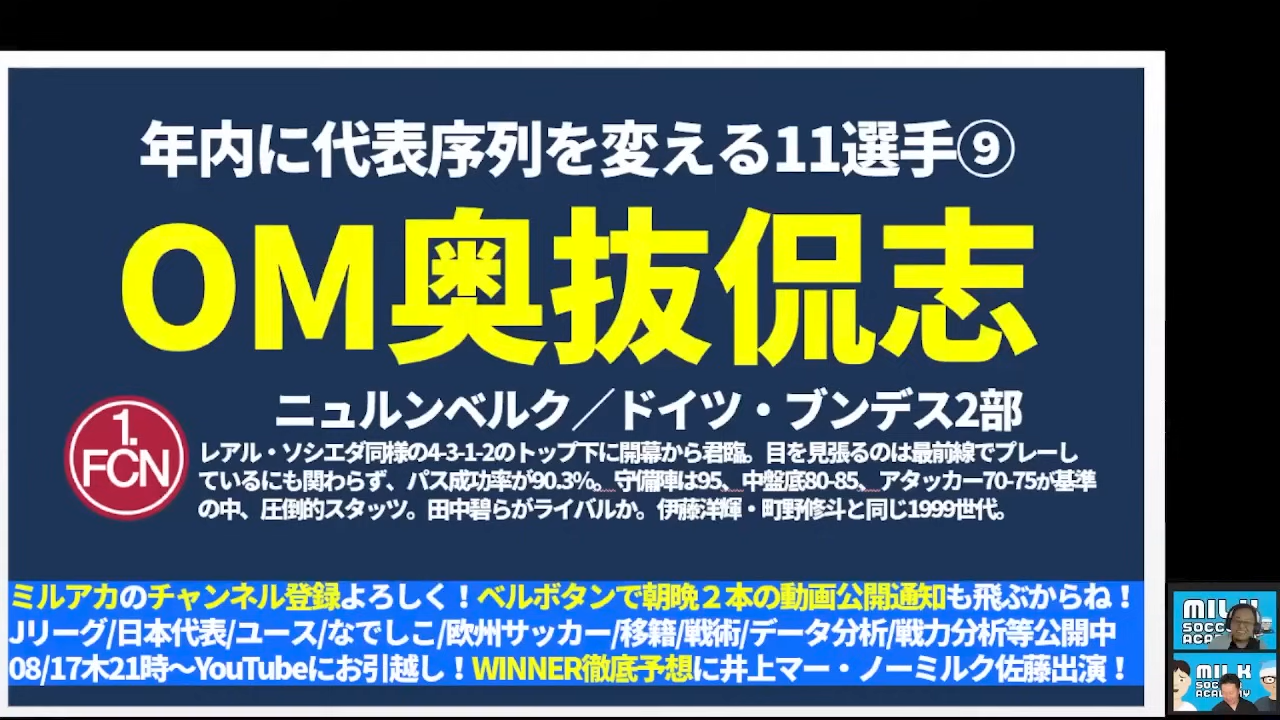 年内に代表序列を変える11選手⑨
OM奥抜侃志
ニュルンベルク／ドイツ・ブンデス2部
1.
FCN
レアル・ソシエダ同様の4-3-1-2のトップ下に開幕から君臨。目を見張るのは最前線でプレーし
ているにも関わらず、パス成功率が90.3%。守備陣は95、中盤底80-85、アタッカー70-75が基準
の中、圧倒的スタッツ。田中碧らがライバルか。伊藤洋輝・町野修斗と同じ1999世代。
ミルアカのチャンネル登録よろしく！ベルボタンで朝晩２本の動画公開通知も飛ぶからね！
Jリーグ/日本代表/ユース/なでしこ/欧州サッカー/移籍/戦術/データ分析/戦力分析等公開中
08/17木21時～YouTubeにお引越し！WINNER徹底予想に井上マー・ノーミルク佐藤出演！
MILK
SOCCER
ACADEMY
MILK
SOCCER
ACADEMY